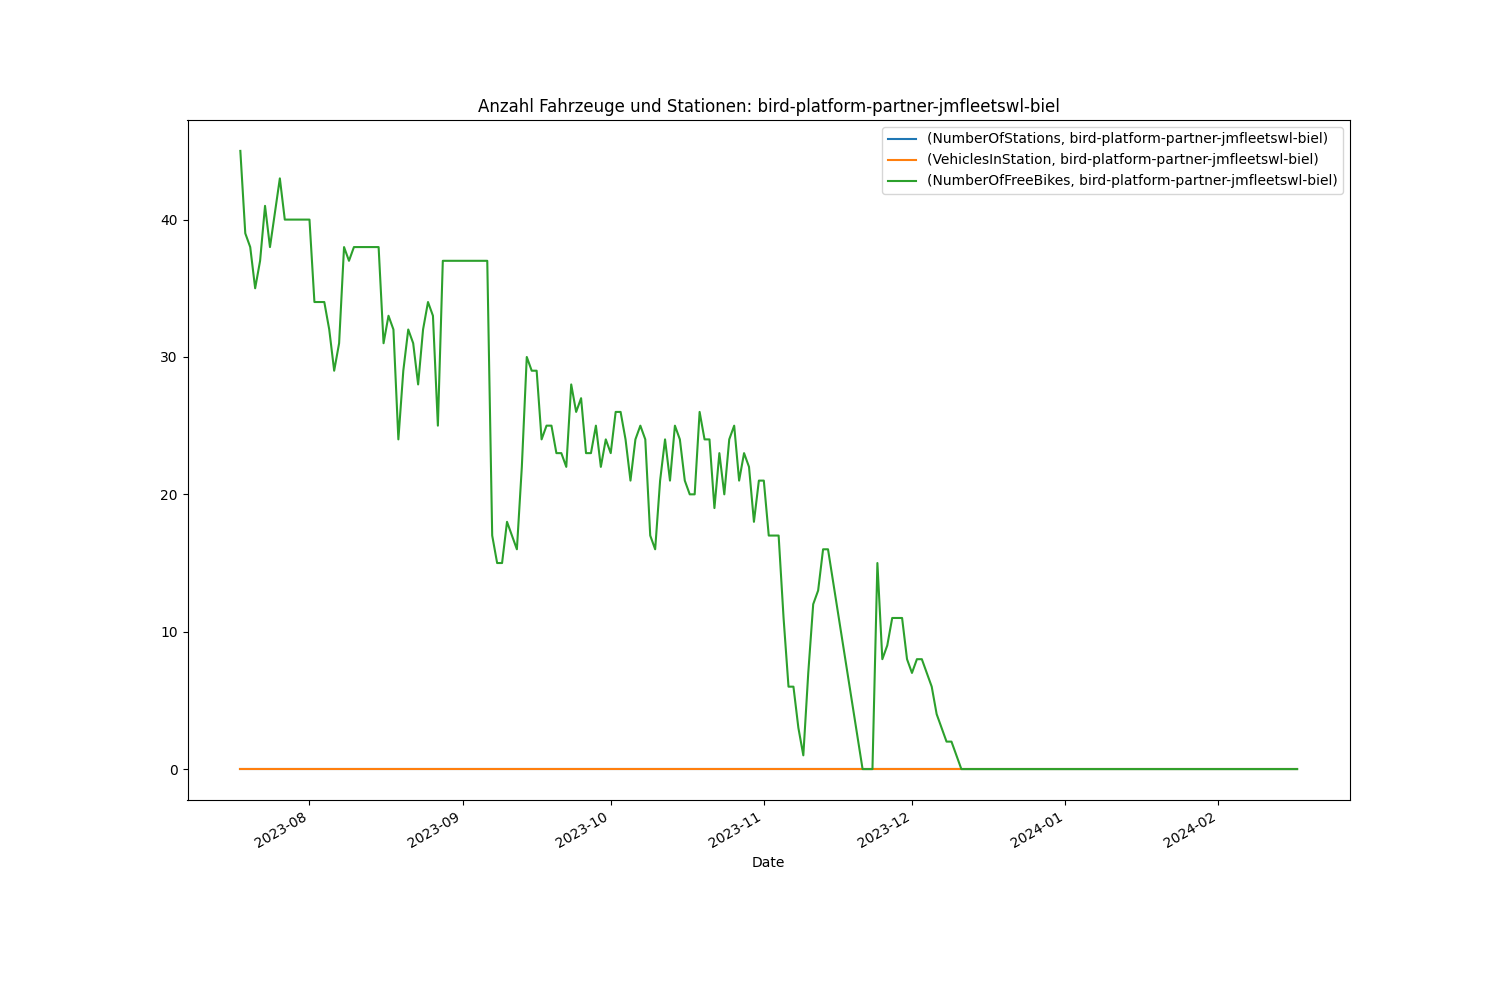 Anzahl Fahrzeuge und Stationen: bird-platform-partner-jmfleetswl-biel
(NumberOfStations, bird-platform-partner-jmfleetswl-biel)
(VehiclesInStation, bird-platform-partner-jmfleetswl-biel)
(NumberOfFreeBikes, bird-platform-partner-jmfleetswl-biel)
40
30
20
10
0
2023-08
2023-09
2023-10
2023-11
2023-12
2024-01
2024-02
Date